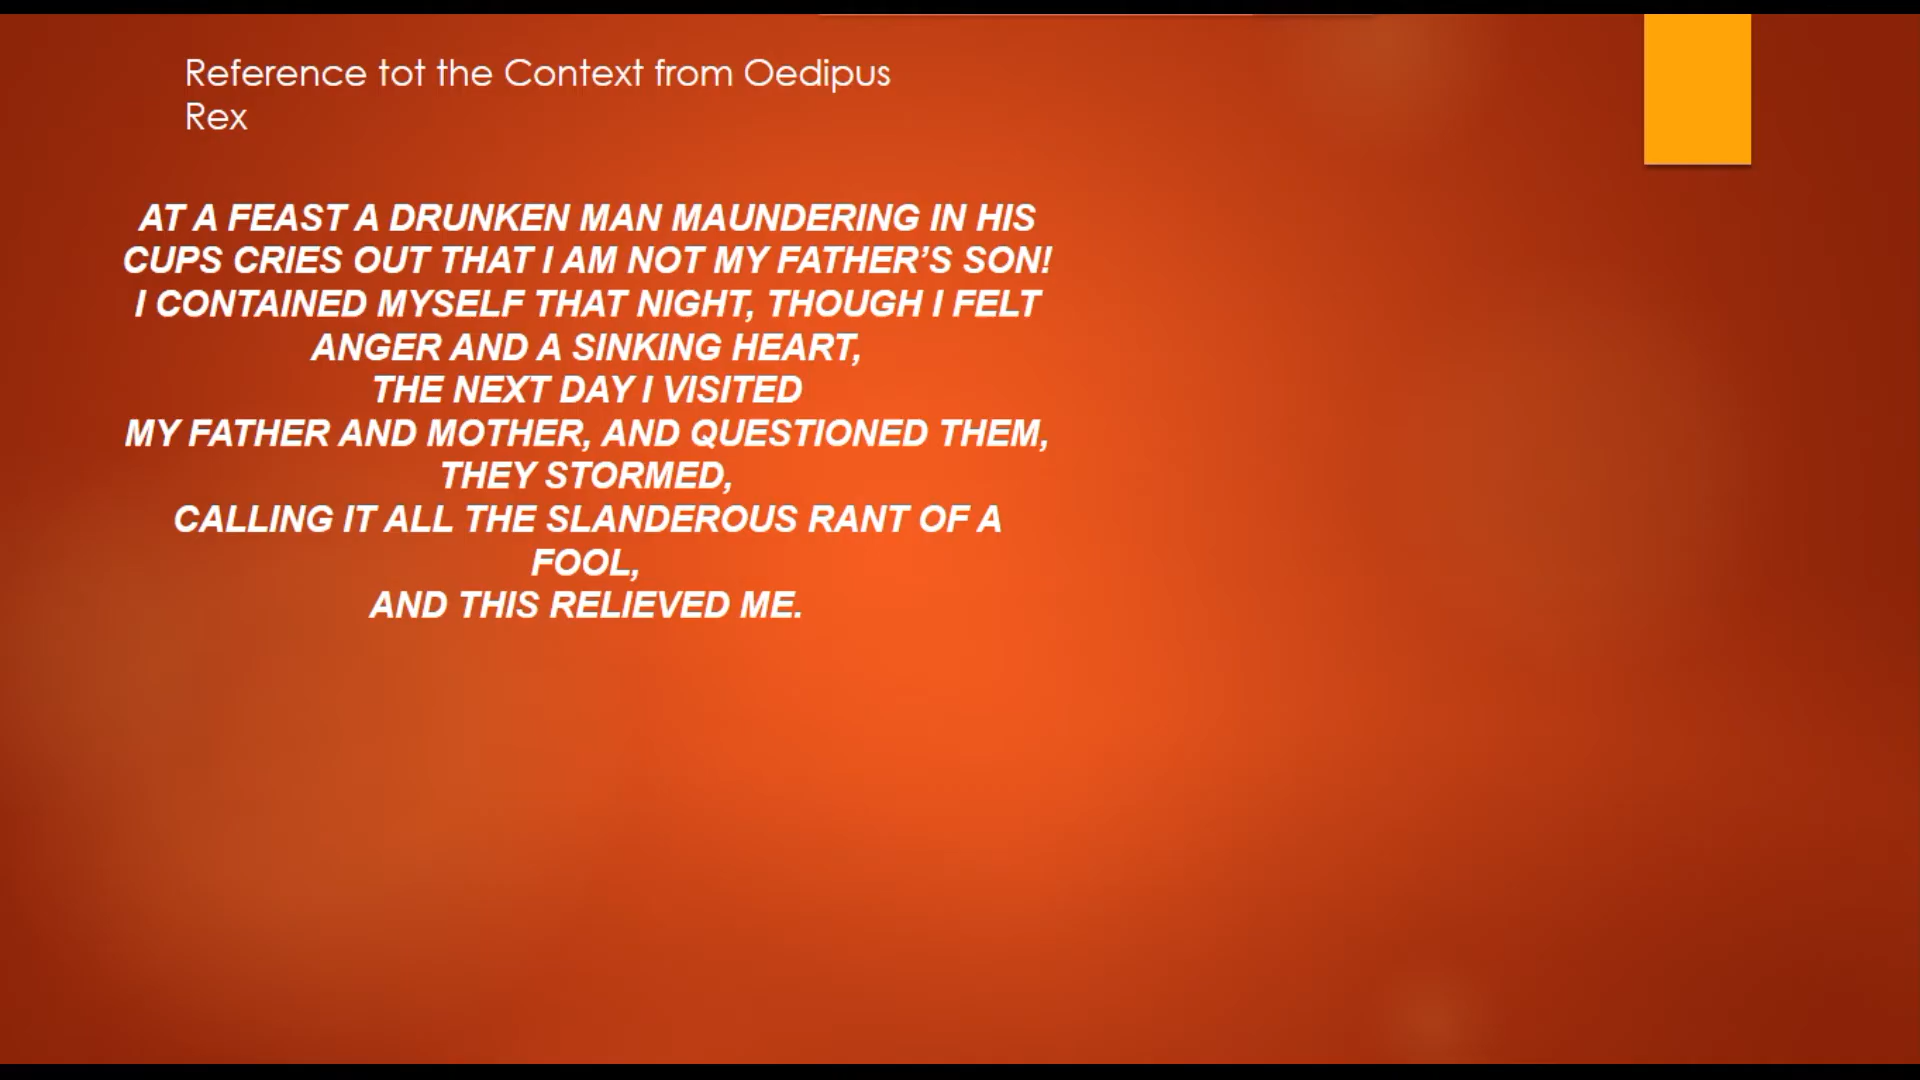 Reference tot the Context from Oedipus
Rex
AT A FEAST A DRUNKEN MAN MAUNDERING IN HIS
CUPS CRIES OUT THAT I AM NOT MY FATHER’S SON!
I CONTAINED MYSELF THAT NIGHT, THOUGH I FELT
ANGER AND A SINKING HEART,
THE NEXT DAY I VISITED
MY FATHER AND MOTHER, AND QUESTIONED THEM,
THEY STORMED,
CALLING IT ALL THE SLANDEROUS RANT OF A
FOOL,
AND THIS RELIEVED ME.